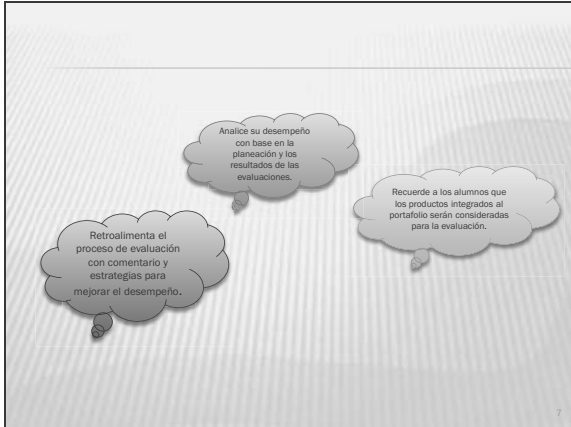 Analice su desempeño
con base en la
planeación y los
resultados de las
evaluaciones.
Recuerde a los alumnos que
los productos integrados al
portafolio serán consideradas
para la evaluación.
Retroalimenta el
proceso de evaluación
con comentario y
estrategias para
mejorar el desempeño.
7